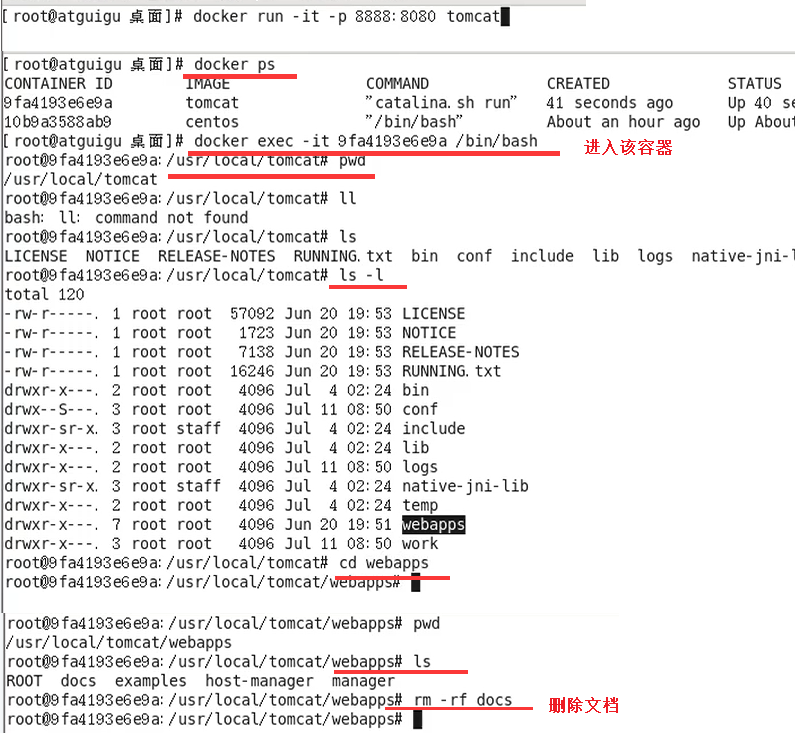 [root@atguigu 桌面]# docker run -it -p 8888:8080 tomcat
[root@atguigu 桌面]# docker ps
CONTAINER ID        IMAGE               COMMAND             CREATED             STATUS
9fa4193e6e9a        tomcat              "catalina.sh run"   41 seconds ago      Up 40 se
10b9a3588ab9        centos              "/bin/bash"         About an hour ago   Up About
[root@atguigu 桌面]# docker exec -it 9fa4193e6e9a /bin/bash 进入该容器
root@9fa4193e6e9a:/usr/local/tomcat# pwd
/usr/local/tomcat
root@9fa4193e6e9a:/usr/local/tomcat# ll
bash: ll: command not found
root@9fa4193e6e9a:/usr/local/tomcat# ls
LICENSE  NOTICE  RELEASE-NOTES  RUNNING.txt  bin  conf  include  lib  logs  native-jni-l
root@9fa4193e6e9a:/usr/local/tomcat# ls -l
total 120
-rw-r-----. 1 root root  57092 Jun 20 19:53 LICENSE
-rw-r-----. 1 root root   1723 Jun 20 19:53 NOTICE
-rw-r-----. 1 root root   7138 Jun 20 19:53 RELEASE-NOTES
-rw-r-----. 1 root root  16246 Jun 20 19:53 RUNNING.txt
drwxr-x---. 2 root root   4096 Jul  4 02:24 bin
drwx--S---. 3 root root   4096 Jul 11 08:50 conf
drwxr-sr-x. 3 root staff  4096 Jul  4 02:24 include
drwxr-x---. 2 root root   4096 Jul  4 02:24 lib
drwxr-x---. 2 root root   4096 Jul 11 08:50 logs
drwxr-sr-x. 3 root staff  4096 Jul  4 02:24 native-jni-lib
drwxr-x---. 2 root root   4096 Jul  4 02:24 temp
drwxr-x---. 7 root root   4096 Jun 20 19:51 webapps
drwxr-x---. 3 root root   4096 Jul 11 08:50 work
root@9fa4193e6e9a:/usr/local/tomcat# cd webapps
root@9fa4193e6e9a:/usr/local/tomcat/webapps#
root@9fa4193e6e9a:/usr/local/tomcat/webapps# pwd
/usr/local/tomcat/webapps
root@9fa4193e6e9a:/usr/local/tomcat/webapps# ls
ROOT  docs  examples  host-manager  manager
root@9fa4193e6e9a:/usr/local/tomcat/webapps# rm -rf docs 删除文档
root@9fa4193e6e9a:/usr/local/tomcat/webapps#